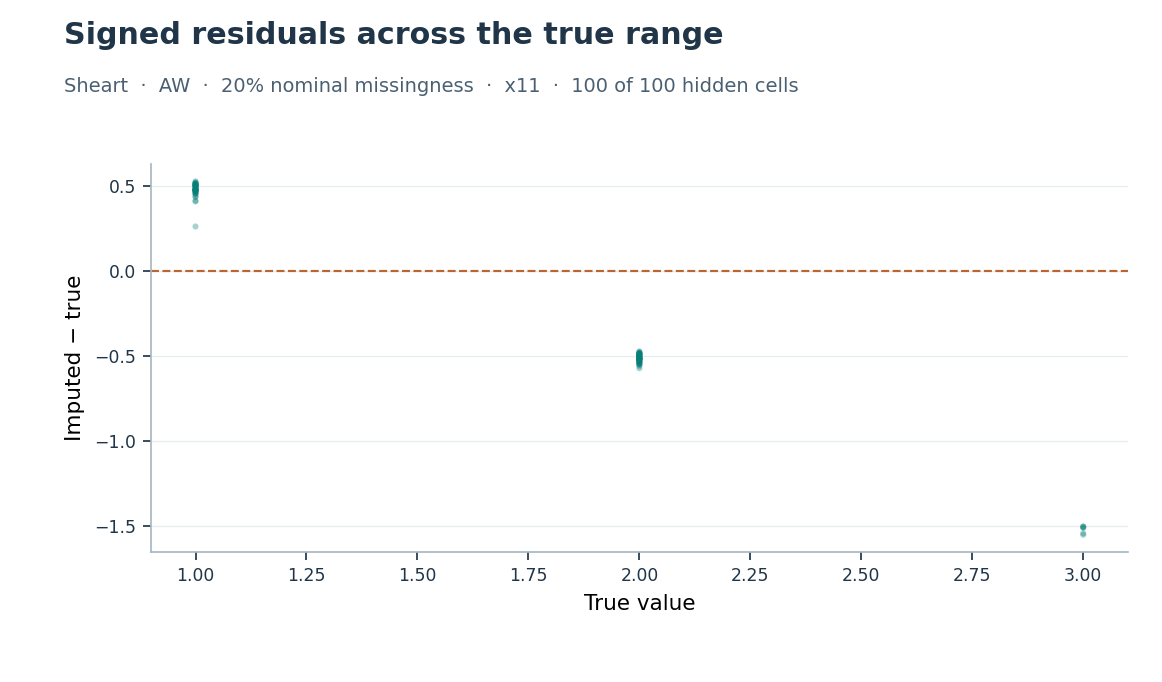 Signed residuals across the true range
Sheart · AW · 20% nominal missingness · x11 · 100 of 100 hidden cells
Imputed − true
0.5
0.0
−0.5
−1.0
−1.5
1.00 1.25 1.50 1.75 2.00 2.25 2.50 2.75 3.00
True value